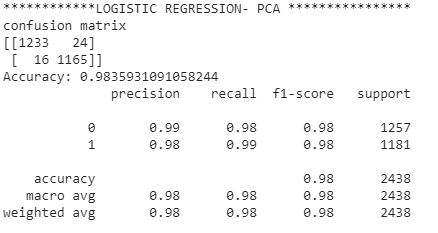 ************LOGISTIC REGRESSION- PCA ****************
confusion matrix
[[1233   24]
 [  16 1165]]
Accuracy: 0.9835931091058244
              precision    recall  f1-score   support

           0       0.99      0.98      0.98      1257
           1       0.98      0.99      0.98      1181

    accuracy                           0.98      2438
   macro avg       0.98      0.98      0.98      2438
weighted avg       0.98      0.98      0.98      2438